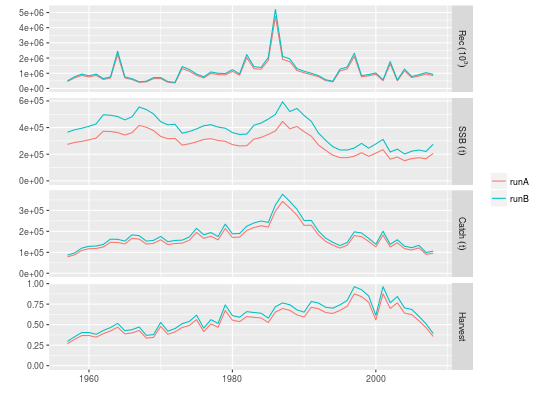 5e+06
4e+06
3e+06
2e+06
1e+06
0e+00
Rec (10³)
6e+05
4e+05
2e+05
0e+00
SSB (t)
3e+05
2e+05
1e+05
0e+00
Catch (t)
1.00
0.75
0.50
0.25
0.00
Harvest
1960
1980
2000
runA
runB